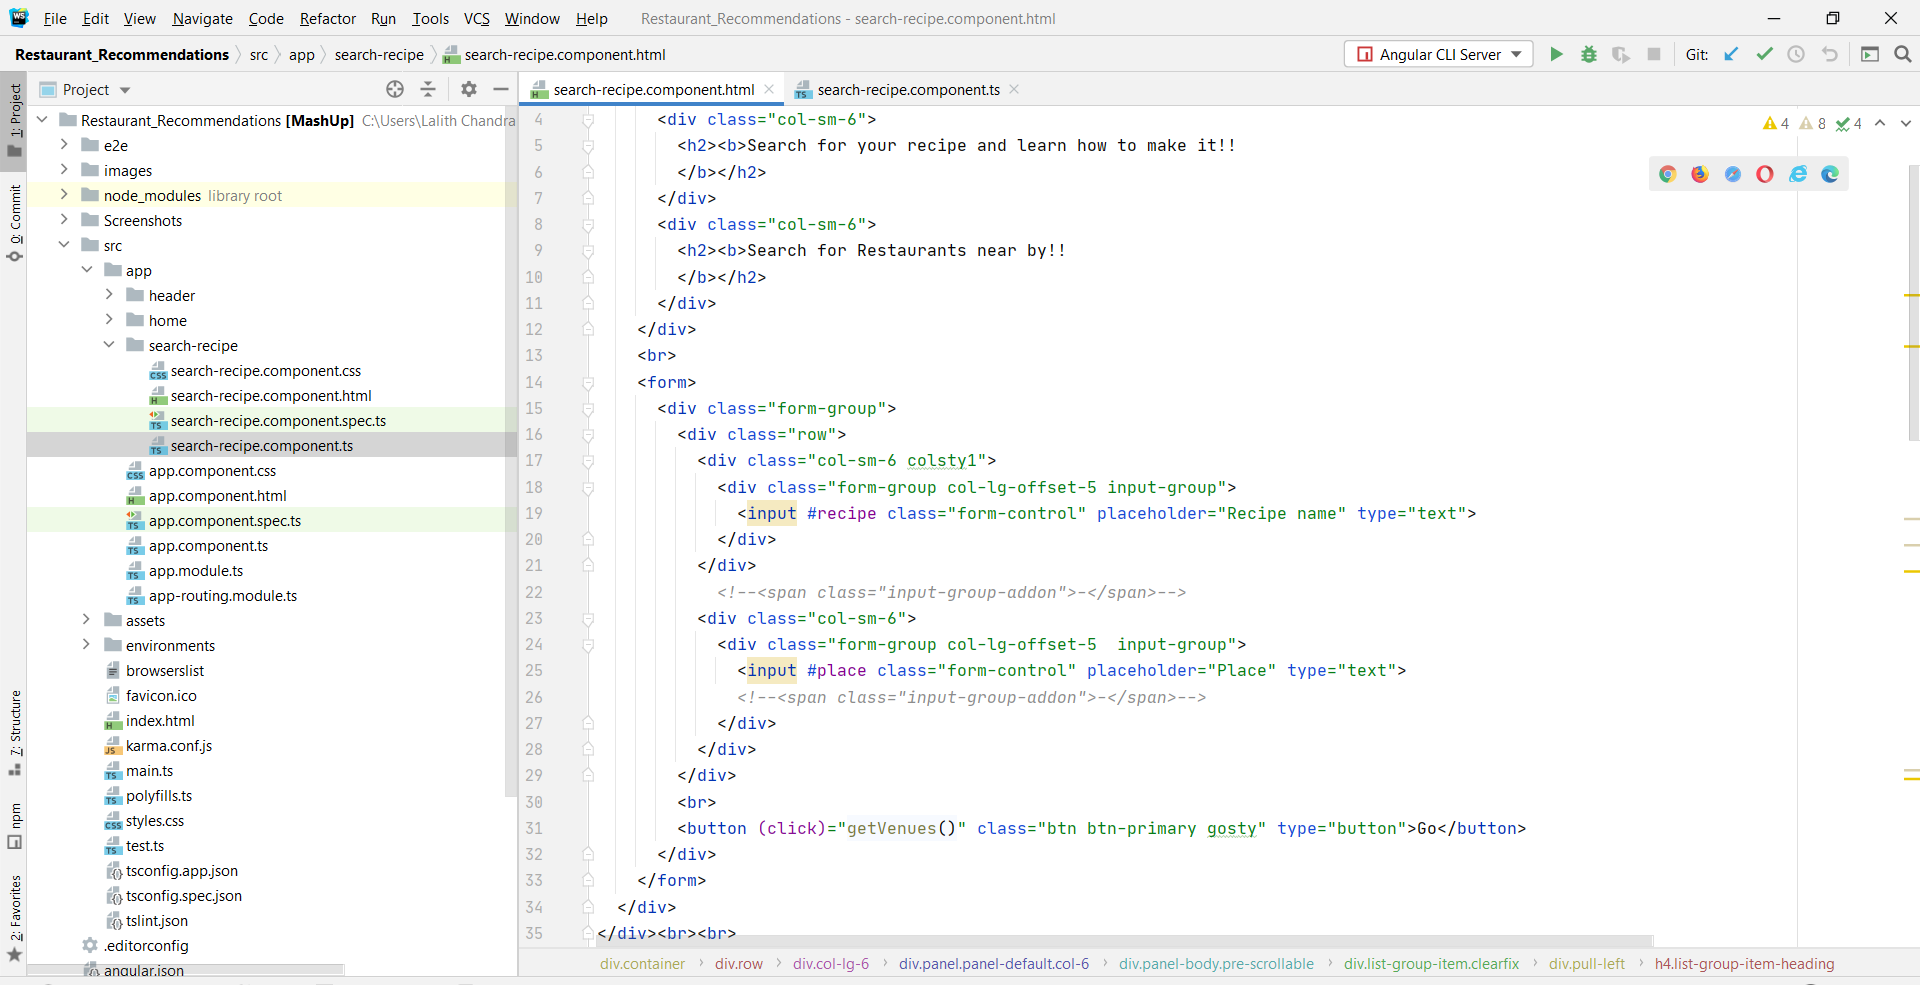 File Edit View Navigate Code Refactor Run Tools VCS Window Help Restaurant_Recommendations - search-recipe.component.html
Restaurant_Recommendations src app search-recipe search-recipe.component.html Angular CLI Server Git:
Project search-recipe.component.html search-recipe.component.ts
1: Project
0: Commit
7: Structure
npm
2: Favorites
Restaurant_Recommendations [MashUp] C:\Users\Lalith Chandra
e2e
images
node_modules library root
Screenshots
src
app
header
home
search-recipe
search-recipe.component.css
search-recipe.component.html
search-recipe.component.spec.ts
search-recipe.component.ts
app.component.css
app.component.html
app.component.spec.ts
app.component.ts
app.module.ts
app-routing.module.ts
assets
environments
browserslist
favicon.ico
index.html
karma.conf.js
main.ts
polyfills.ts
styles.css
test.ts
tsconfig.app.json
tsconfig.spec.json
tslint.json
.editorconfig
angular.json
4 8 4
4 <div class="col-sm-6">
5 <h2><b>Search for your recipe and learn how to make it!!
6 </b></h2>
7 </div>
8 <div class="col-sm-6">
9 <h2><b>Search for Restaurants near by!!
10 </b></h2>
11 </div>
12 </div>
13 <br>
14 <form>
15 <div class="form-group">
16 <div class="row">
17 <div class="col-sm-6 colsty1">
18 <div class="form-group col-lg-offset-5 input-group">
19 <input #recipe class="form-control" placeholder="Recipe name" type="text">
20 </div>
21 </div>
22 <!--<span class="input-group-addon">-</span>-->
23 <div class="col-sm-6">
24 <div class="form-group col-lg-offset-5  input-group">
25 <input #place class="form-control" placeholder="Place" type="text">
26 <!--<span class="input-group-addon">-</span>-->
27 </div>
28 </div>
29 </div>
30 <br>
31 <button (click)="getVenues()" class="btn btn-primary gosty" type="button">Go</button>
32 </div>
33 </form>
34 </div>
35 </div><br><br>
div.container div.row div.col-lg-6 div.panel.panel-default.col-6 div.panel-body.pre-scrollable div.list-group-item.clearfix div.pull-left h4.list-group-item-heading